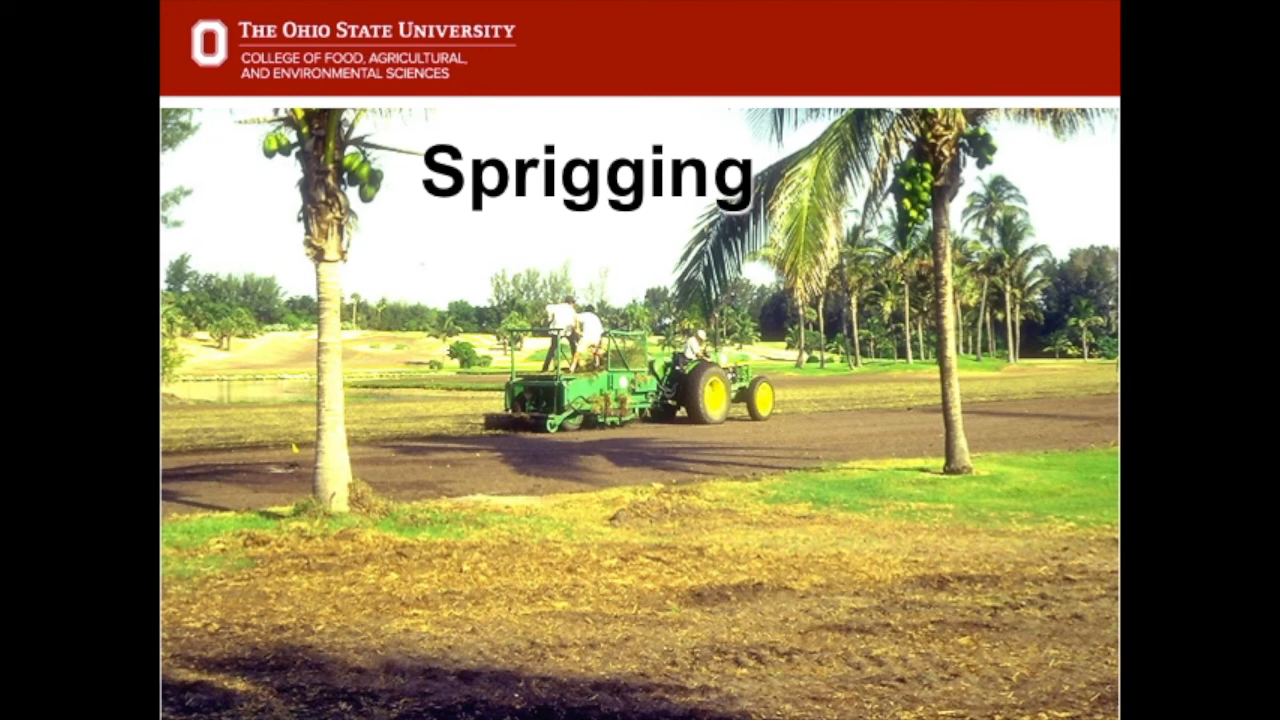 THE OHIO STATE UNIVERSITY
COLLEGE OF FOOD, AGRICULTURAL,
AND ENVIRONMENTAL SCIENCES
Sprigging